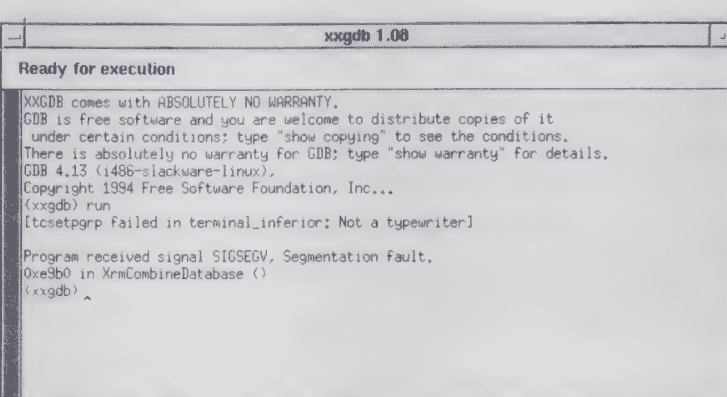 xxgdb 1.08
Ready for execution
XXGDB comes with ABSOLUTELY NO WARRANTY.
GDB is free software and you are welcome to distribute copies of it
under certain conditions; type "show copying" to see the conditions.
There is absolutely no warranty for GDB; type "show warranty" for details.
GDB 4.13 (i486-slackware-linux),
Copyright 1994 Free Software Foundation, Inc...
(xxgdb) run
[tcsetpgrp failed in terminal_inferior: Not a typewriter]
Program received signal SIGSEGV, Segmentation fault.
0xe9b0 in XrmCombineDatabase ()
(xxgdb)